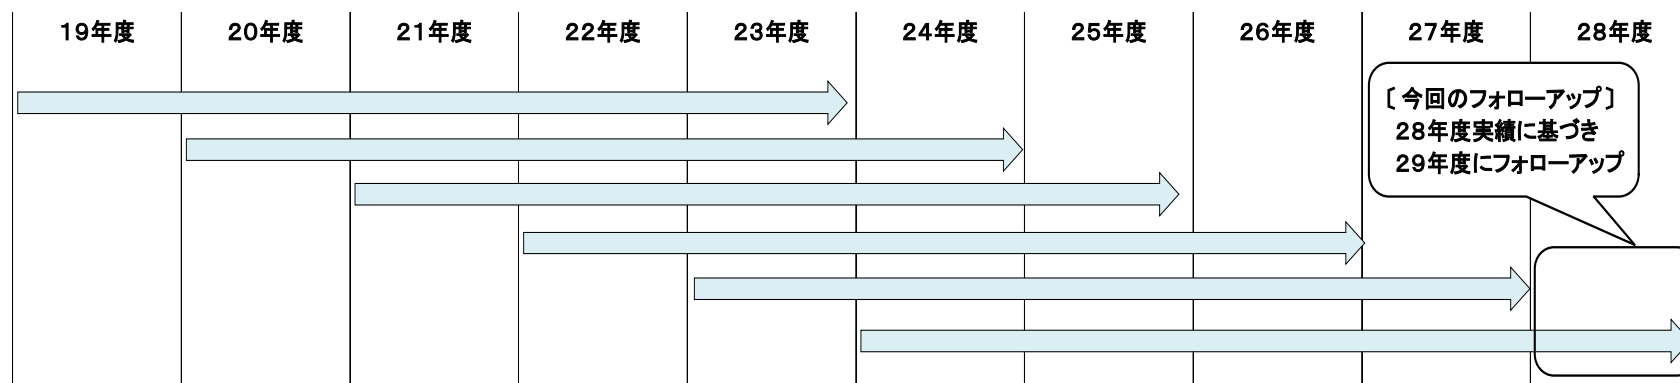 19年度
20年度
21年度
22年度
23年度
24年度
25年度
26年度
27年度
28年度
〔 今回のフォローアップ〕
28年度実績に基づき
29年度にフォローアップ